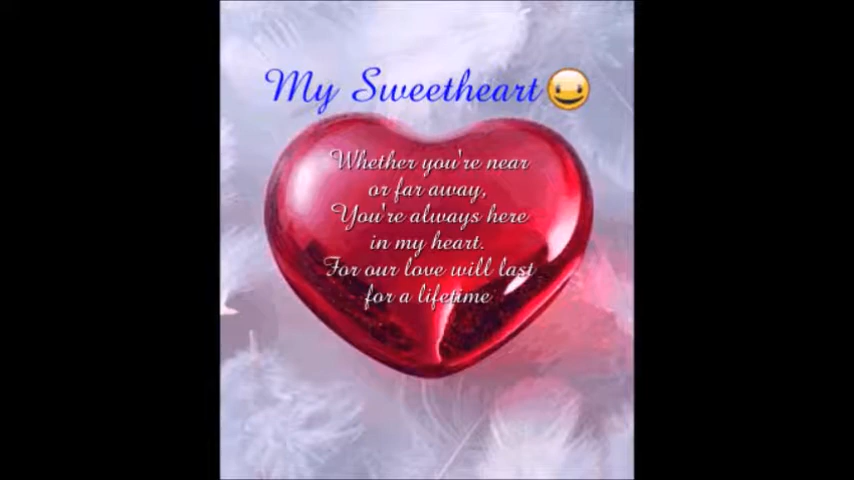 My Sweetheart
Whether you're near
or far away,
You're always here
in my heart.
For our love will last
for a lifetime